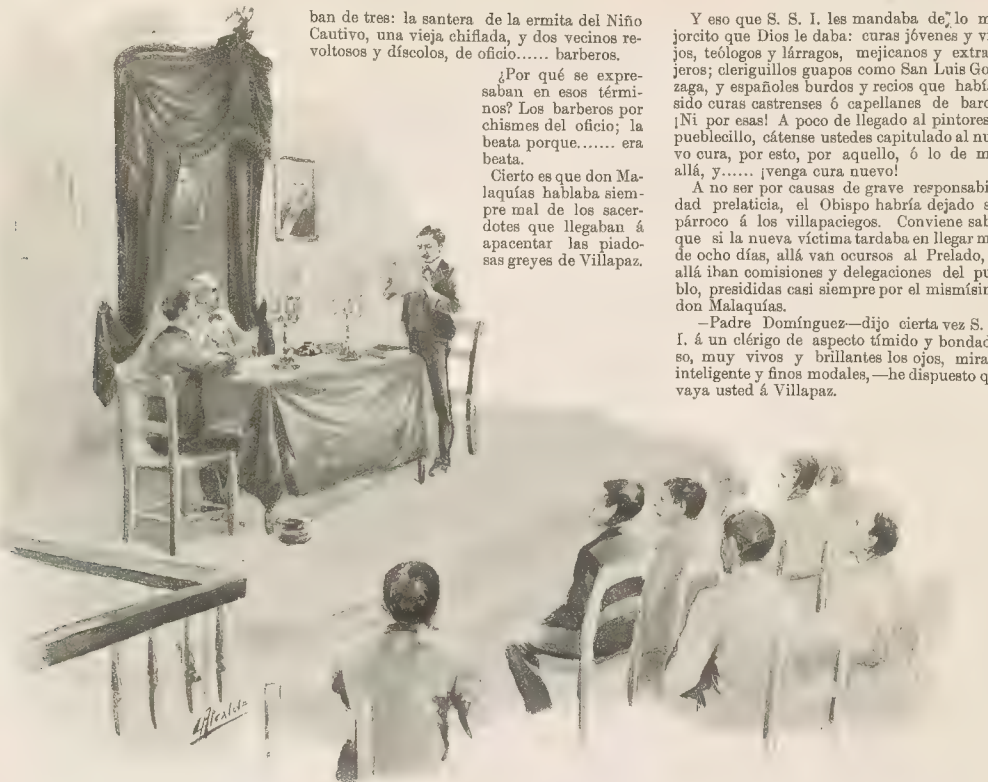 ban de tres: la santera de la ermita del Niño
Cautivo, una vieja chiflada, y dos vecinos re-
voltosos y díscolos, de oficio...... barberos.
¿Por qué se expre-
saban en esos térmi-
nos? Los barberos por
chismes del oficio; la
beata porque....... era
beata.
Cierto es que don Ma-
laquías hablaba siem-
pre mal de los sacer-
dotes que llegaban á
apacentar las piado-
sas greyes de Villapaz.
Y eso que S. S. I. les mandaba de lo m
jorcito que Dios le daba: curas jóvenes y v
jos, teólogos y lárragos, mejicanos y extra
jeros; cleriguillos guapos como San Luis Go
zaga, y españoles burdos y recios que habí
sido curas castrenses ó capellanes de barc
¡Ni por esas! A poco de llegado al pintores
pueblecillo, cátense ustedes capitulado al nu
vo cura, por esto, por aquello, ó lo de m
allá, y...... ¡venga cura nuevo!
A no ser por causas de grave responsabi
dad prelaticia, el Obispo habría dejado s
párroco á los villapaciegos. Conviene sab
que si la nueva víctima tardaba en llegar m
de ocho días, allá van ocursos al Prelado,
allá iban comisiones y delegaciones del pu
blo, presididas casi siempre por el mismísi
don Malaquías.
—Padre Domínguez—dijo cierta vez S.
I. á un clérigo de aspecto tímido y bondad
so, muy vivos y brillantes los ojos, mira
inteligente y finos modales,—he dispuesto q
vaya usted á Villapaz.